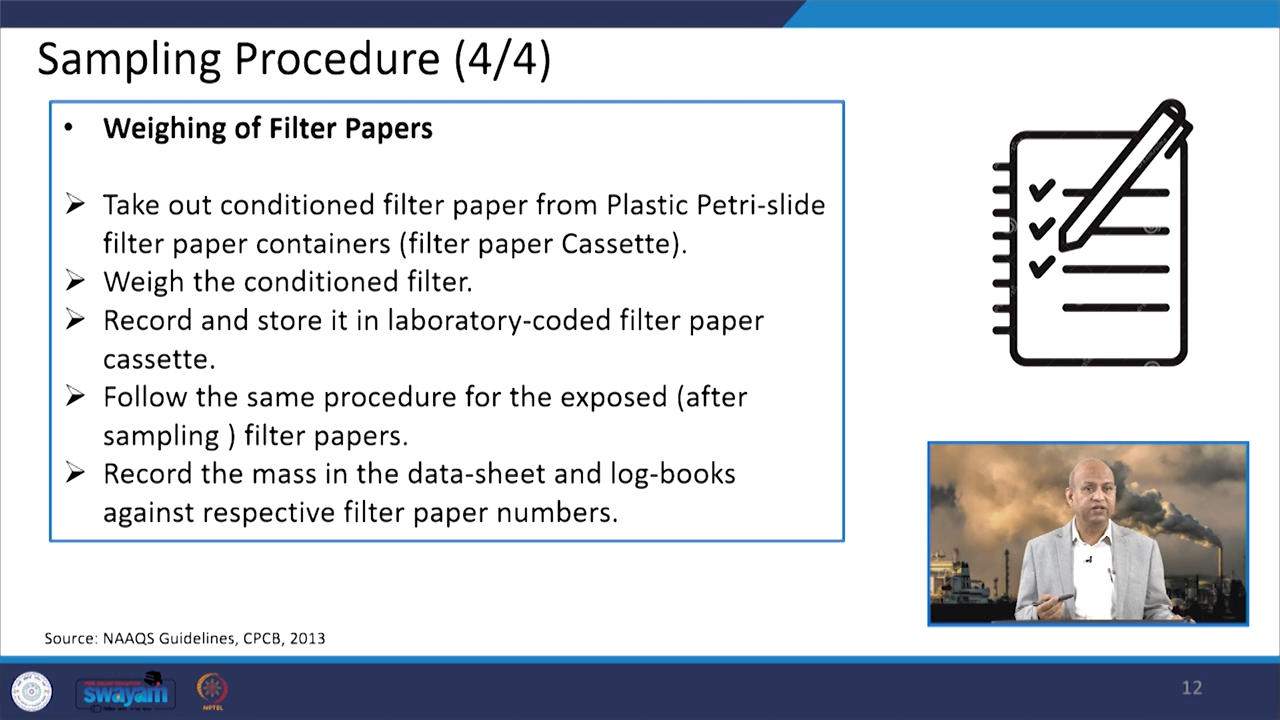 Sampling Procedure (4/4)
• Weighing of Filter Papers
➢ Take out conditioned filter paper from Plastic Petri-slide
filter paper containers (filter paper Cassette).
➢ Weigh the conditioned filter.
➢ Record and store it in laboratory-coded filter paper
cassette.
➢ Follow the same procedure for the exposed (after
sampling ) filter papers.
➢ Record the mass in the data-sheet and log-books
against respective filter paper numbers.
Source: NAAQS Guidelines, CPCB, 2013
swayam
NPTEL
12